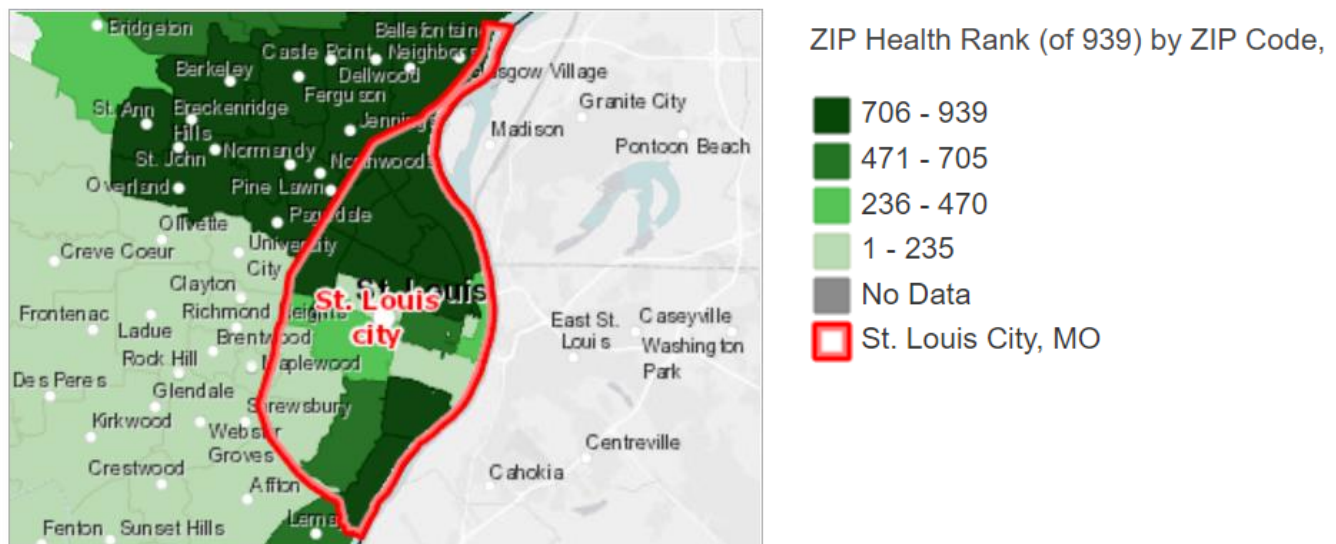 Bridgeton
Bellefontaine
Castle Point
Neighbors
Berkeley
Dellwood
Glasgow Village
Ferguson
Granite City
St. Ann
Breckenridge
Hills
Jennings
Madison
Pontoon Beach
St. John
Normandy
Northwoods
Overland
Pine Lawn
Pagedale
Olivette
Creve Coeur
University
City
Clayton
St. Louis
St. Louis
city
Frontenac
Richmond Heights
East St.
Louis
Caseyville
Ladue
Brentwood
Washington
Park
Rock Hill
Maplewood
Des Peres
Glendale
Shrewsbury
Kirkwood
Webster
Groves
Centreville
Crestwood
Cahokia
Affton
Lemay
Fenton
Sunset Hills
ZIP Health Rank (of 939) by ZIP Code,
706 - 939
471 - 705
236 - 470
1 - 235
No Data
St. Louis City, MO